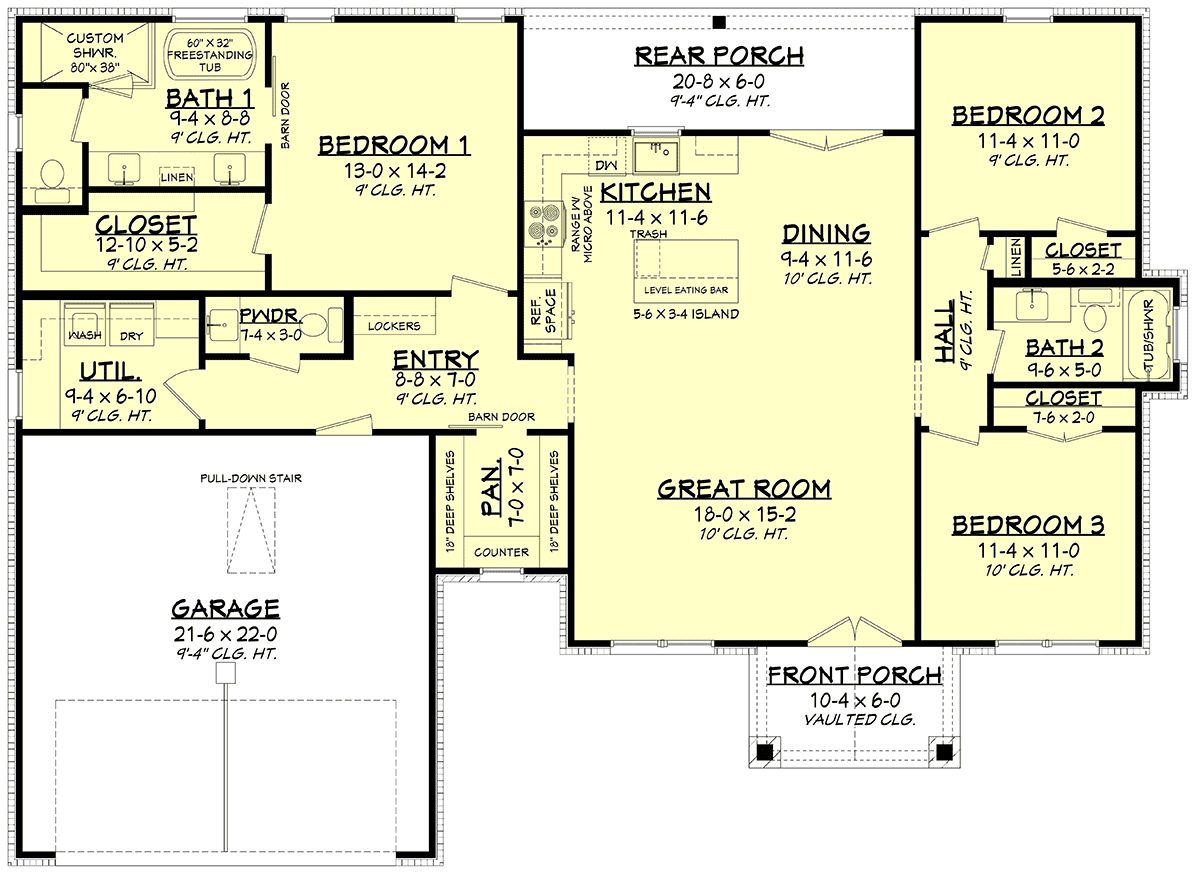 CUSTOM
SHWR.
80"x 38"
60" X 32"
FREESTANDING
TUB
BATH 1
9-4 x 8-8
9' CLG. HT.
BARN DOOR
LINEN
BEDROOM 1
13-0 x 14-2
9' CLG. HT.
CLOSET
12-10 x 5-2
9' CLG. HT.
REAR PORCH
20-8 x 6-0
9'-4" CLG. HT.
DW
KITCHEN
11-4 x 11-6
RANGE W/
MICRO ABOVE
TRASH
LEVEL EATING BAR
5-6 X 3-4 ISLAND
REF.
SPACE
DINING
9-4 x 11-6
10' CLG. HT.
BEDROOM 2
11-4 x 11-0
9' CLG. HT.
LINEN
CLOSET
5-6 x 2-2
HALL
9' CLG. HT.
BATH 2
9-6 x 5-0
TUB/SHWR
CLOSET
7-6 x 2-0
WASH
DRY
UTIL.
9-4 x 6-10
9' CLG. HT.
PWDR.
7-4 x 3-0
LOCKERS
ENTRY
8-8 x 7-0
9' CLG. HT.
BARN DOOR
18" DEEP SHELVES
PAN.
7-0 x 7-0
18" DEEP SHELVES
COUNTER
GREAT ROOM
18-0 x 15-2
10' CLG. HT.
BEDROOM 3
11-4 x 11-0
10' CLG. HT.
PULL-DOWN STAIR
GARAGE
21-6 x 22-0
9'-4" CLG. HT.
FRONT PORCH
10-4 x 6-0
VAULTED CLG.